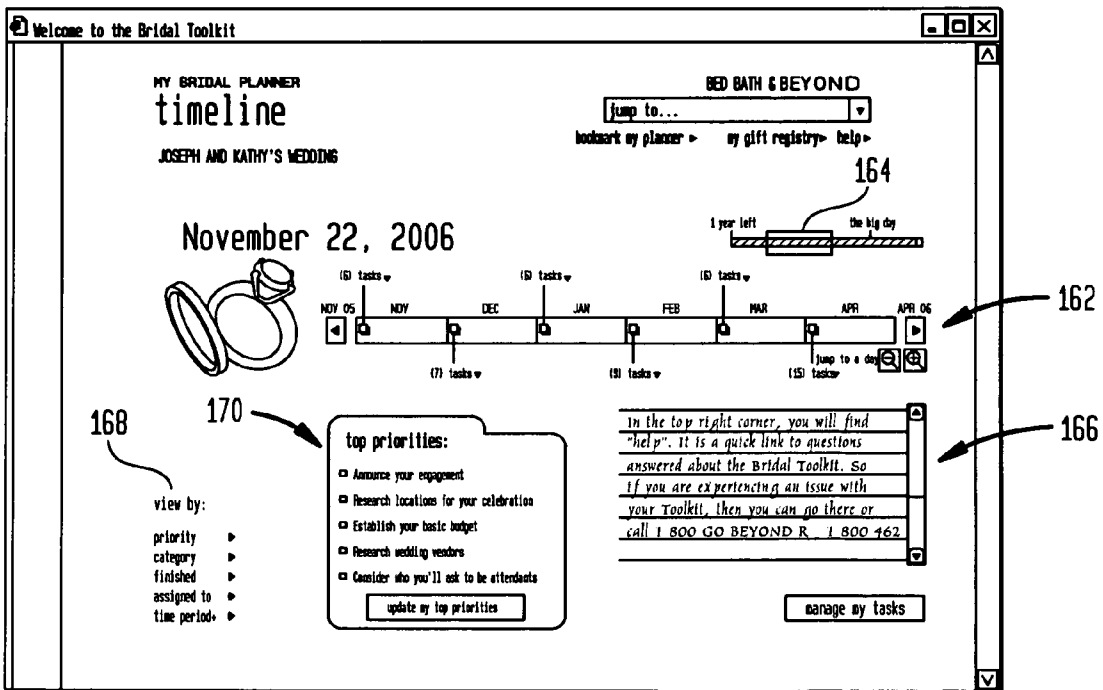 Welcome to the Bridal Toolkit
MY BRIDAL PLANNER
timeline
JOSEPH AND KATHY'S WEDDING
BED BATH & BEYOND
jump to...
bookmark my planner
my gift registry
help
164
1 year left
the big day
November 22, 2006
(6) tasks
(6) tasks
(6) tasks
NOV 05
NOV
DEC
JAN
FEB
MAR
APR
APR 06
162
jump to a day
(7) tasks
(9) tasks
(15) tasks
168
170
166
top priorities:
Announce your engagement
Research locations for your celebration
Establish your basic budget
Research wedding vendors
Consider who you'll ask to be attendants
update my top priorities
In the top right corner, you will find
"help". It is a quick link to questions
answered about the Bridal Toolkit. So
if you are experiencing an issue with
your Toolkit, then you can go there or
call 1 800 GO BEYOND R 1 800 462
view by:
priority
category
finished
assigned to
time period+
manage my tasks